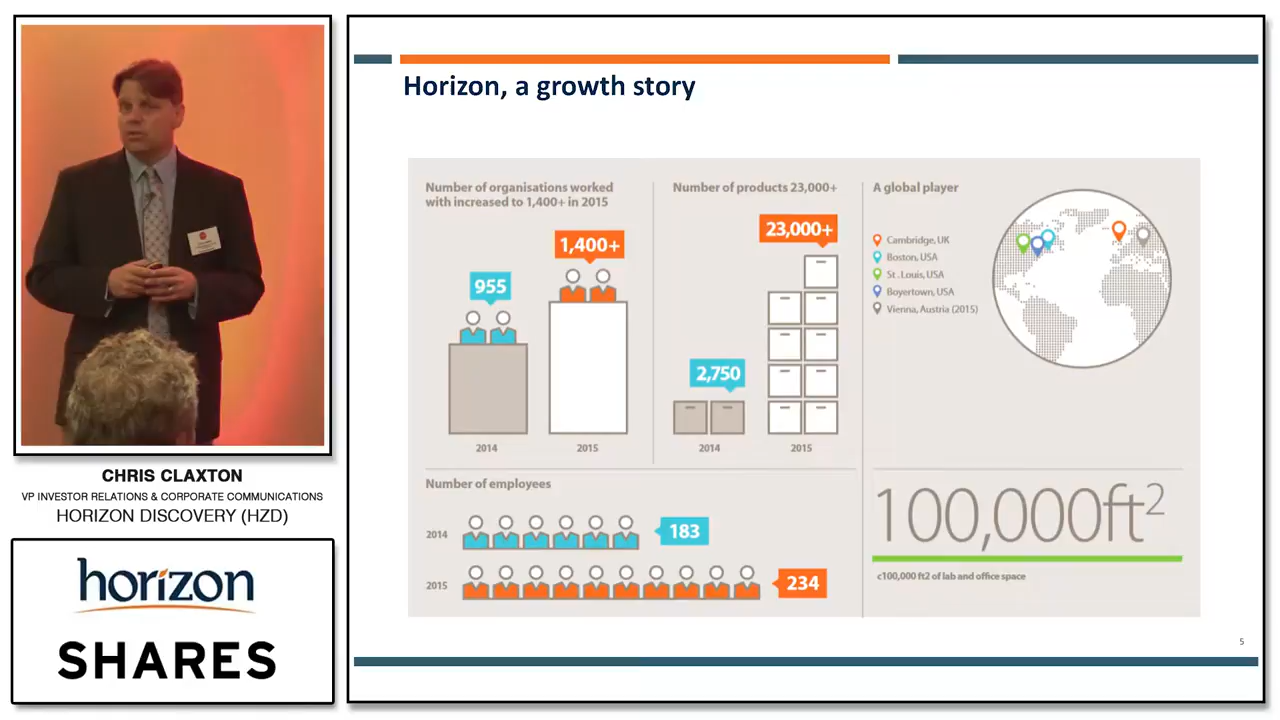 CHRIS CLAXTON
VP INVESTOR RELATIONS & CORPORATE COMMUNICATIONS
HORIZON DISCOVERY (HZD)
horizon
SHARES
Horizon, a growth story
Number of organisations worked
with increased to 1,400+ in 2015
955
1,400+
2014
2015
Number of products 23,000+
2,750
23,000+
2014
2015
A global player
Cambridge, UK
Boston, USA
St . Louis, USA
Boyertown, USA
Vienna, Austria (2015)
Number of employees
2014
183
2015
234
100,000ft2
c100,000 ft2 of lab and office space
5